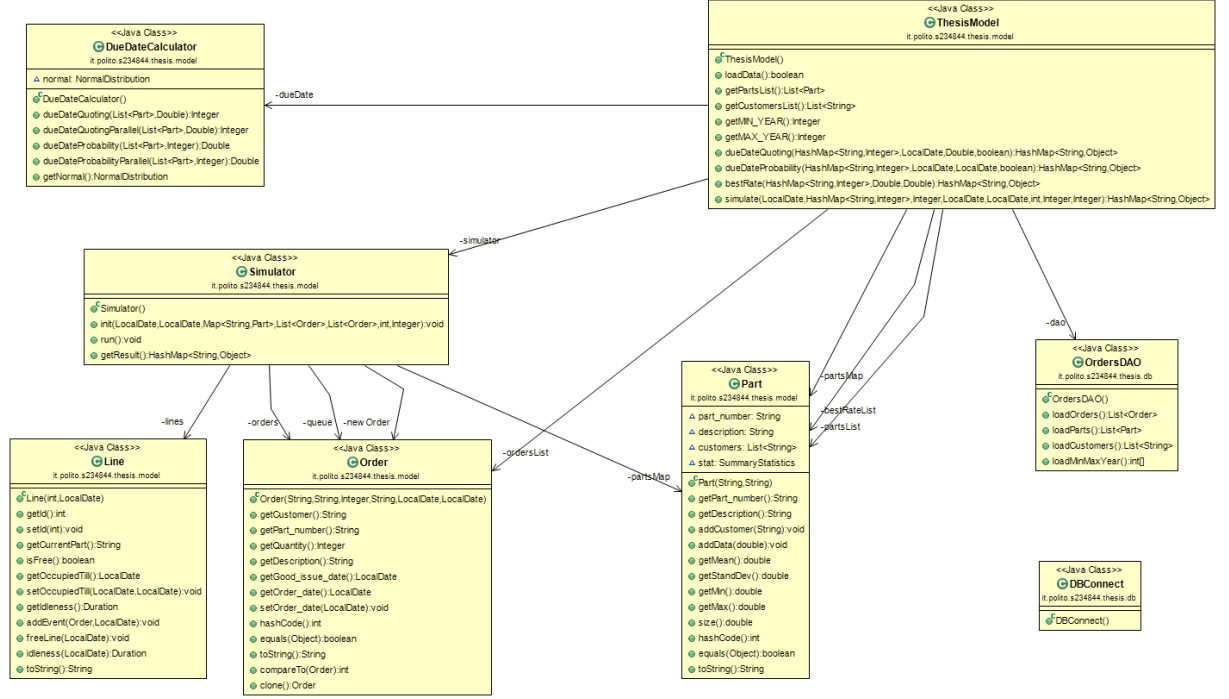 <<Java Class>>
DueDateCalculator
it.polito.s234844.thesis.model
normal: NormalDistribution
DueDateCalculator()
dueDateQuoting(List<Part>,Double):Integer
dueDateQuotingParallel(List<Part>,Double):Integer
dueDateProbability(List<Part>,Integer):Double
dueDateProbabilityParallel(List<Part>,Integer):Double
getNormal():NormalDistribution
-dueDate
<<Java Class>>
ThesisModel
it.polito.s234844.thesis.model
ThesisModel()
loadData():boolean
getPartsList():List<Part>
getCustomersList():List<String>
getMIN_YEAR():Integer
getMAX_YEAR():Integer
dueDateQuoting(HashMap<String,Integer>,LocalDate,Double,boolean):HashMap<String,Object>
dueDateProbability(HashMap<String,Integer>,LocalDate,LocalDate,boolean):HashMap<String,Object>
bestRate(HashMap<String,Integer>,Double,Double):HashMap<String,Object>
simulate(LocalDate,HashMap<String,Integer>,Integer,LocalDate,LocalDate,int,Integer,Integer):HashMap<String,Object>
-simulator
<<Java Class>>
Simulator
it.polito.s234844.thesis.model
Simulator()
init(LocalDate,LocalDate,Map<String,Part>,List<Order>,List<Order>,int,Integer):void
run():void
getResult():HashMap<String,Object>
-lines
-orders
-queue
-newOrder
-ordersList
-partsMap
-partsMap
-bestRateList
-partsList
-dao
<<Java Class>>
Line
it.polito.s234844.thesis.model
Line(int,LocalDate)
getId():int
setId(int):void
getCurrentPart():String
isFree():boolean
getOccupiedTill():LocalDate
setOccupiedTill(LocalDate,LocalDate):void
getIdleness():Duration
addEvent(Order,LocalDate):void
freeLine(LocalDate):void
idleness(LocalDate):Duration
toString():String
<<Java Class>>
Order
it.polito.s234844.thesis.model
Order(String,String,Integer,String,LocalDate,LocalDate)
getCustomer():String
getPart_number():String
getQuantity():Integer
getDescription():String
getGood_issue_date():LocalDate
getOrder_date():LocalDate
setOrder_date(LocalDate):void
hashCode():int
equals(Object):boolean
toString():String
compareTo(Order):int
clone():Order
<<Java Class>>
Part
it.polito.s234844.thesis.model
part_number: String
description: String
customers: List<String>
stat: SummaryStatistics
Part(String,String)
getPart_number():String
getDescription():String
addCustomer(String):void
addData(double):void
getMean():double
getStandDev():double
getMin():double
getMax():double
size():double
hashCode():int
equals(Object):boolean
toString():String
<<Java Class>>
OrdersDAO
it.polito.s234844.thesis.db
OrdersDAO()
loadOrders():List<Order>
loadParts():List<Part>
loadCustomers():List<String>
loadMinMaxYear():int[]
<<Java Class>>
DBConnect
it.polito.s234844.thesis.db
DBConnect()